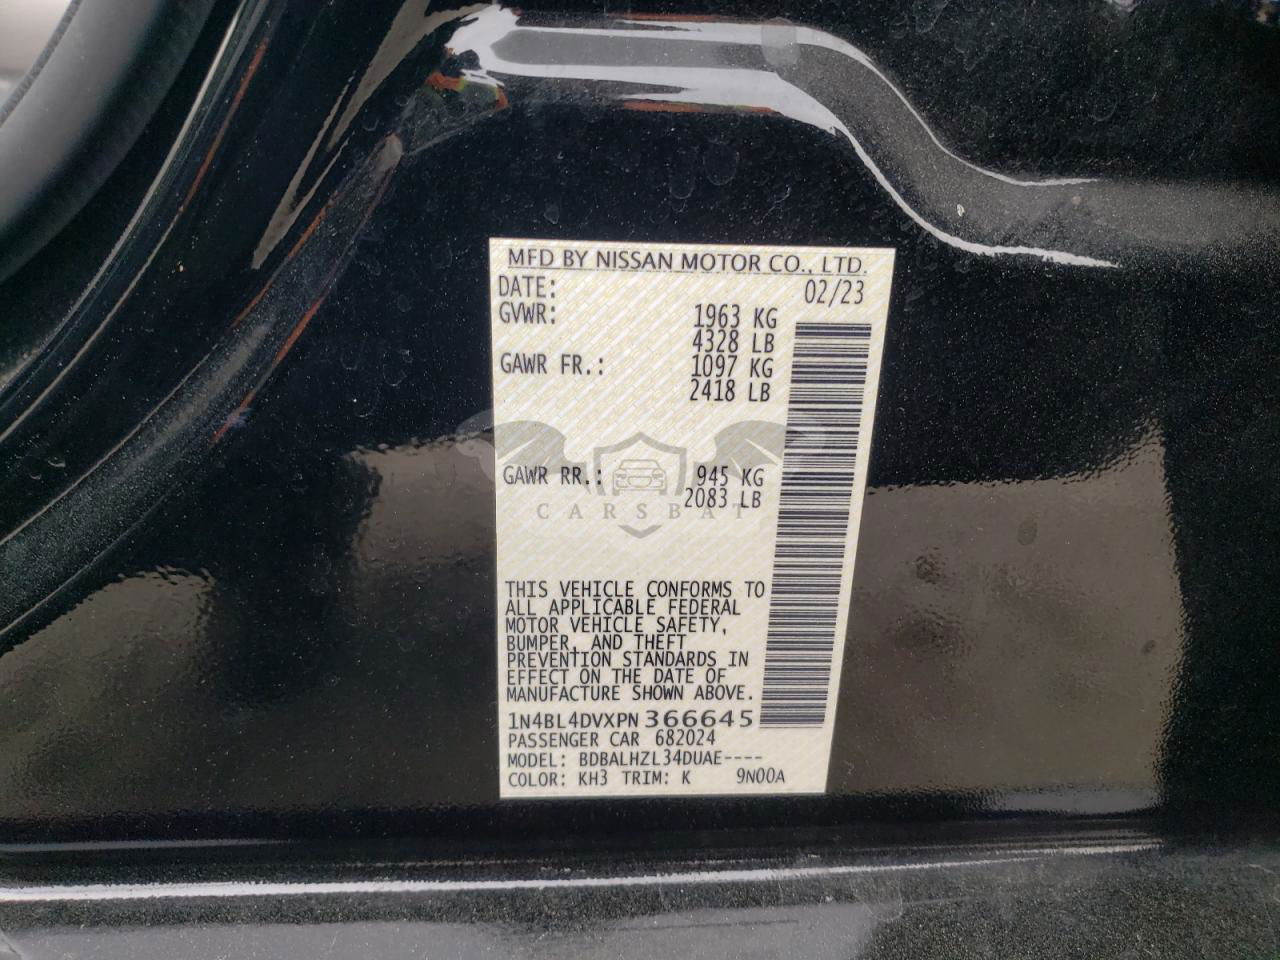 MFD BY NISSAN MOTOR CO., LTD.
DATE: 02/23
GVWR: 1963 KG
4328 LB
GAWR FR.: 1097 KG
2418 LB
GAWR RR.: 945 KG
2083 LB
CARSBAT
THIS VEHICLE CONFORMS TO
ALL APPLICABLE FEDERAL
MOTOR VEHICLE SAFETY,
BUMPER, AND THEFT
PREVENTION STANDARDS IN
EFFECT ON THE DATE OF
MANUFACTURE SHOWN ABOVE.
1N4BL4DVXPN366645
PASSENGER CAR 682024
MODEL: BDBALHZL34DUAE----
COLOR: KH3 TRIM: K 9N00A